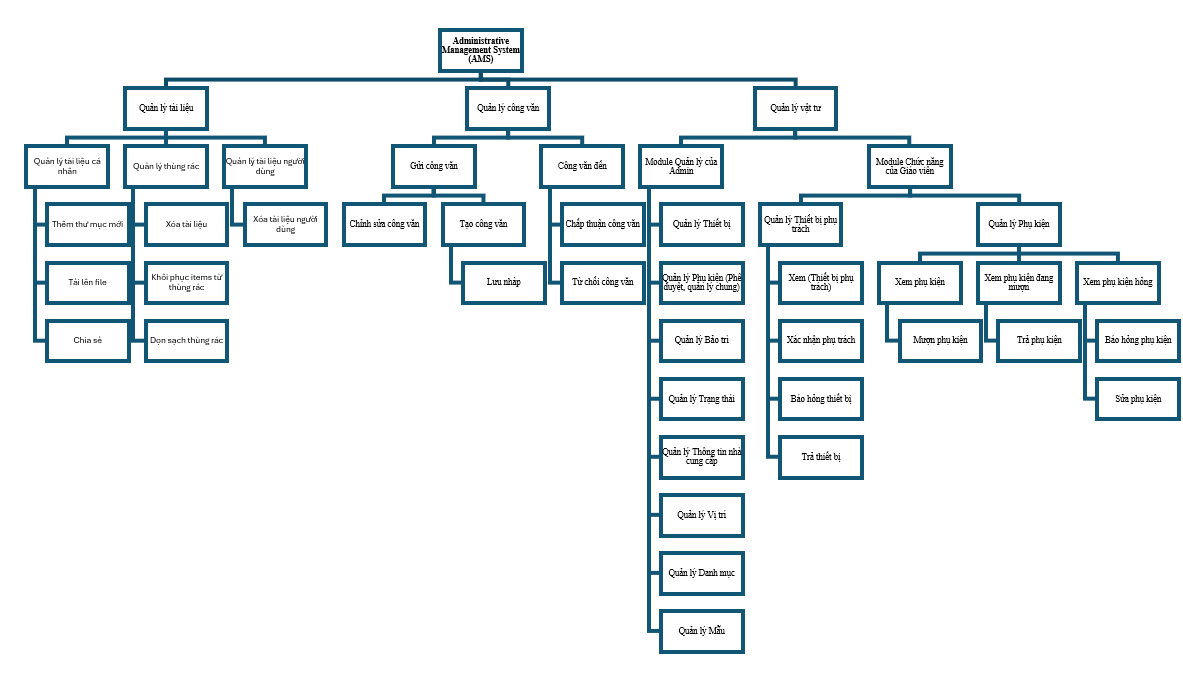 Administrative
Management System
(AMS)
Quản lý tài liệu
Quản lý công văn
Quản lý vật tư
Quản lý tài liệu cá
nhân
Quản lý thùng rác
Quản lý tài liệu người
dùng
Gửi công văn
Công văn đến
Module Quản lý của
Admin
Module Chức năng
của Giáo viên
Thêm thư mục mới
Xóa tài liệu
Xóa tài liệu người
dùng
Chỉnh sửa công văn
Tạo công văn
Chấp thuận công văn
Quản lý Thiết bị
Quản lý Thiết bị phụ
trách
Quản lý Phụ kiện
Tải lên file
Khôi phục items từ
thùng rác
Lưu nháp
Từ chối công văn
Quản lý Phụ kiện (Phê
duyệt, quản lý chung)
Xem (Thiết bị phụ
trách)
Xem phụ kiện
Xem phụ kiện đang
mượn
Xem phụ kiện hỏng
Chia sẻ
Dọn sạch thùng rác
Quản lý Bảo trì
Xác nhận phụ trách
Mượn phụ kiện
Trả phụ kiện
Báo hỏng phụ kiện
Quản lý Trạng thái
Báo hỏng thiết bị
Sửa phụ kiện
Quản lý Thông tin nhà
cung cấp
Trả thiết bị
Quản lý Vị trí
Quản lý Danh mục
Quản lý Mẫu